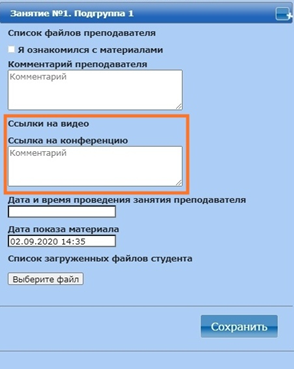 Занятие №1. Подгруппа 1
Список файлов преподавателя
Я ознакомился с материалами
Комментарий преподавателя
Комментарий
Ссылки на видео
Ссылка на конференцию
Комментарий
Дата и время проведения занятия преподавателя
Дата показа материала
02.09.2020 14:35
Список загруженных файлов студента
Выберите файл
Сохранить